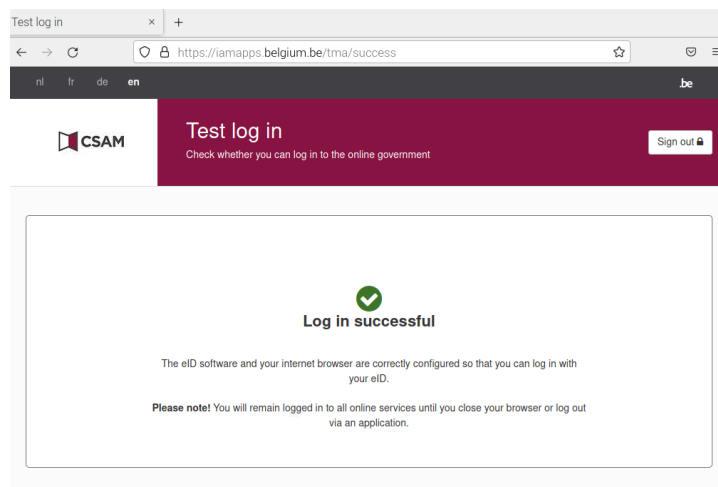 Test log in × +
https://iamapps.belgium.be/tma/success
nl fr de en .be
CSAM
Test log in
Check whether you can log in to the online government
Sign out
Log in successful
The eID software and your internet browser are correctly configured so that you can log in with
your eID.
Please note! You will remain logged in to all online services until you close your browser or log out
via an application.